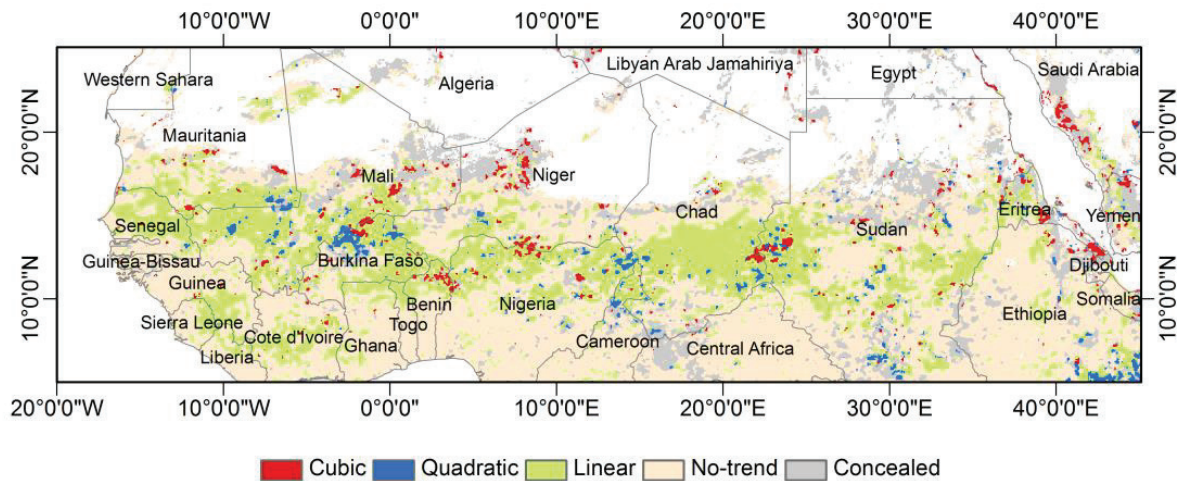 10°0'0"W 0°0'0" 10°0'0"E 20°0'0"E 30°0'0"E 40°0'0"E
Western Sahara Algeria Libyan Arab Jamahiriya Egypt Saudi Arabia
20°0'0"N 20°0'0"N
Mauritania
Mali Niger
Chad Eritrea Yemen
Senegal Sudan
Guinea-Bissau Burkina Faso Djibouti
Guinea
10°0'0"N Benin Nigeria Ethiopia Somalia 10°0'0"N
Sierra Leone Cote d'Ivoire Togo
Liberia Ghana Cameroon Central Africa
20°0'0"W 10°0'0"W 0°0'0" 10°0'0"E 20°0'0"E 30°0'0"E 40°0'0"E
Cubic Quadratic Linear No-trend Concealed